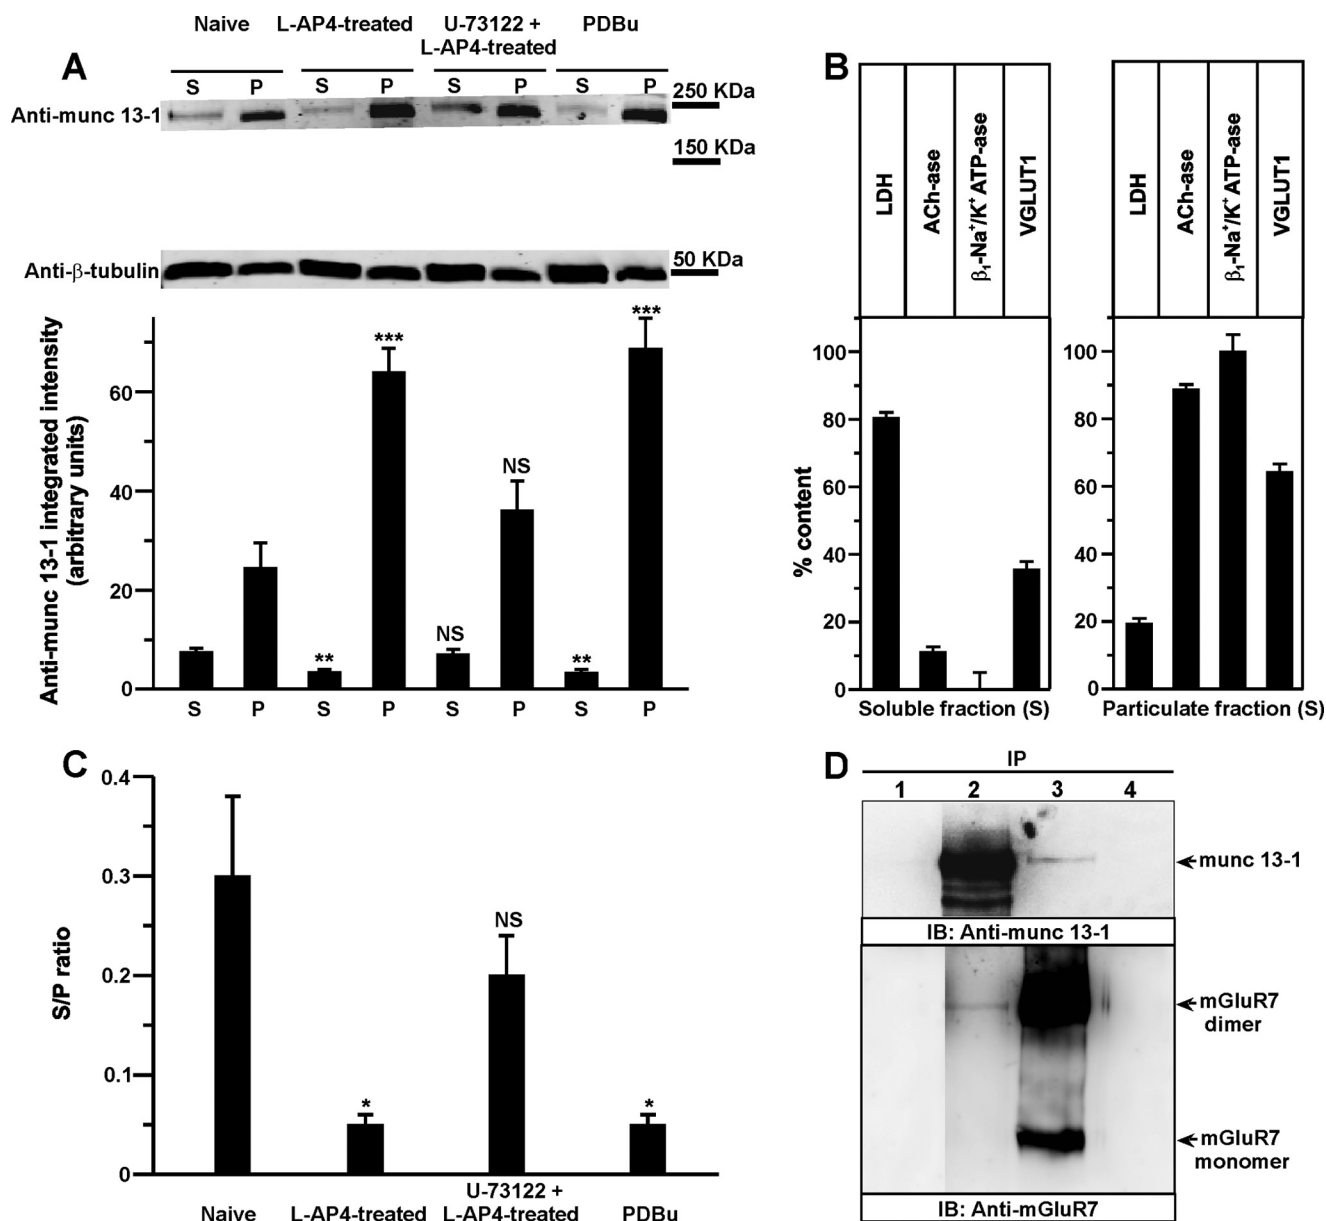 A
Naive
L-AP4-treated
U-73122 +
L-AP4-treated
PDBu
S P S P S P S P
Anti-munc 13-1
250 KDa
150 KDa
Anti-β-tubulin
50 KDa
Anti-munc 13-1 integrated intensity
(arbitrary units)
60
40
20
0
**
***
NS
NS
**
***
S P S P S P S P
B
LDH
ACh-ase
β₁-Na⁺/K⁺ ATP-ase
VGLUT1
% content
100
80
60
40
20
0
Soluble fraction (S)
LDH
ACh-ase
β₁-Na⁺/K⁺ ATP-ase
VGLUT1
100
80
60
40
20
0
Particulate fraction (S)
C
S/P ratio
0.4
0.3
0.2
0.1
0
*
NS
*
Naive
L-AP4-treated
U-73122 +
L-AP4-treated
PDBu
D
IP
1 2 3 4
munc 13-1
IB: Anti-munc 13-1
mGluR7
dimer
mGluR7
monomer
IB: Anti-mGluR7